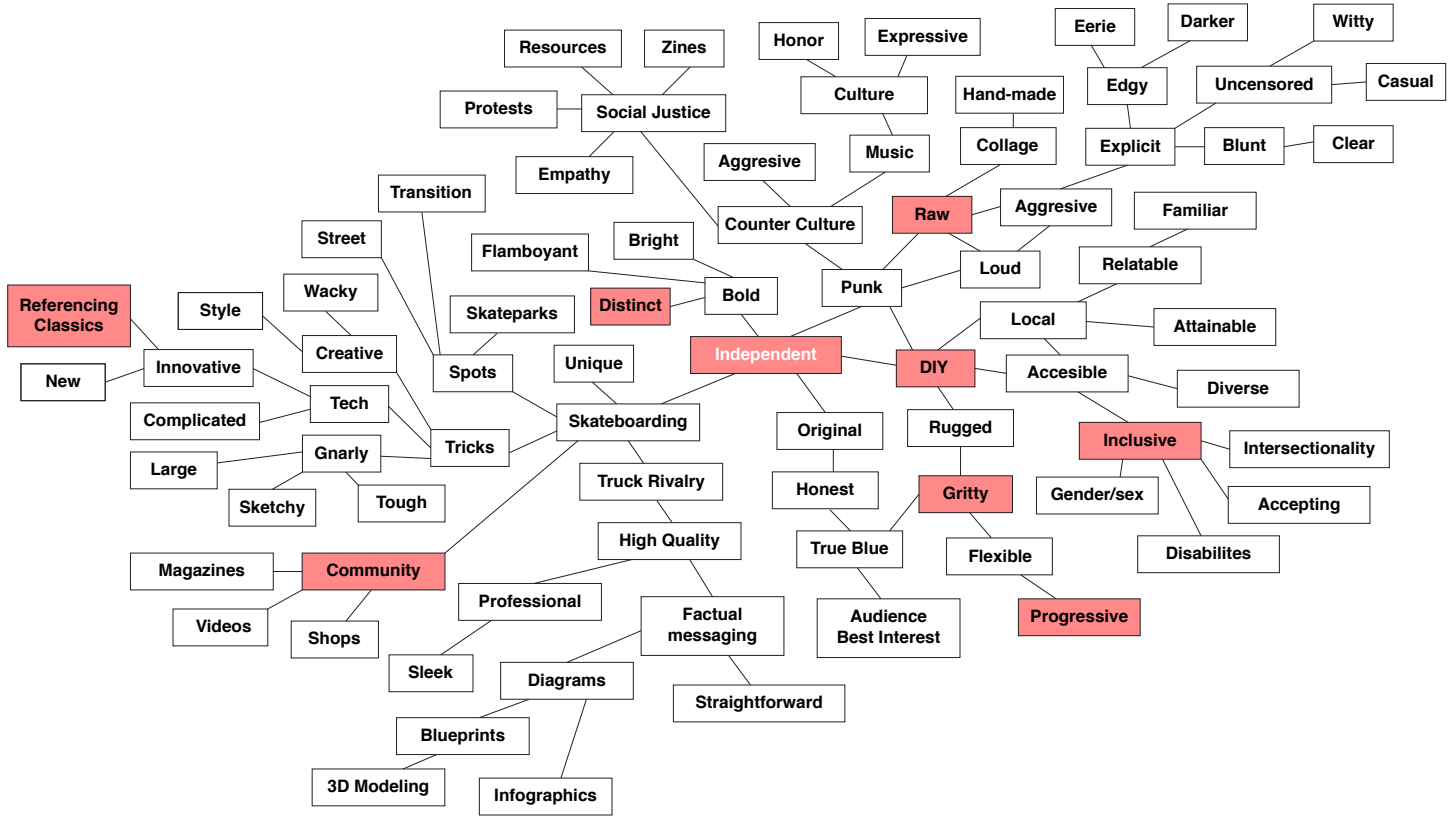 Eerie
Darker
Witty
Honor
Expressive
Resources
Zines
Edgy
Uncensored
Casual
Culture
Hand-made
Protests
Social Justice
Explicit
Blunt
Clear
Music
Collage
Aggresive
Empathy
Transition
Counter Culture
Raw
Aggresive
Familiar
Street
Flamboyant
Bright
Loud
Relatable
Punk
Wacky
Bold
Distinct
Referencing
Classics
Style
Skateparks
Local
Attainable
Creative
Independent
Innovative
New
Spots
Unique
DIY
Accesible
Diverse
Tech
Complicated
Skateboarding
Original
Rugged
Inclusive
Intersectionality
Gnarly
Tricks
Large
Truck Rivalry
Honest
Gritty
Gender/sex
Accepting
Sketchy
Tough
High Quality
True Blue
Flexible
Disabilites
Magazines
Community
Professional
Factual
messaging
Audience
Best Interest
Progressive
Videos
Shops
Sleek
Diagrams
Straightforward
Blueprints
3D Modeling
Infographics